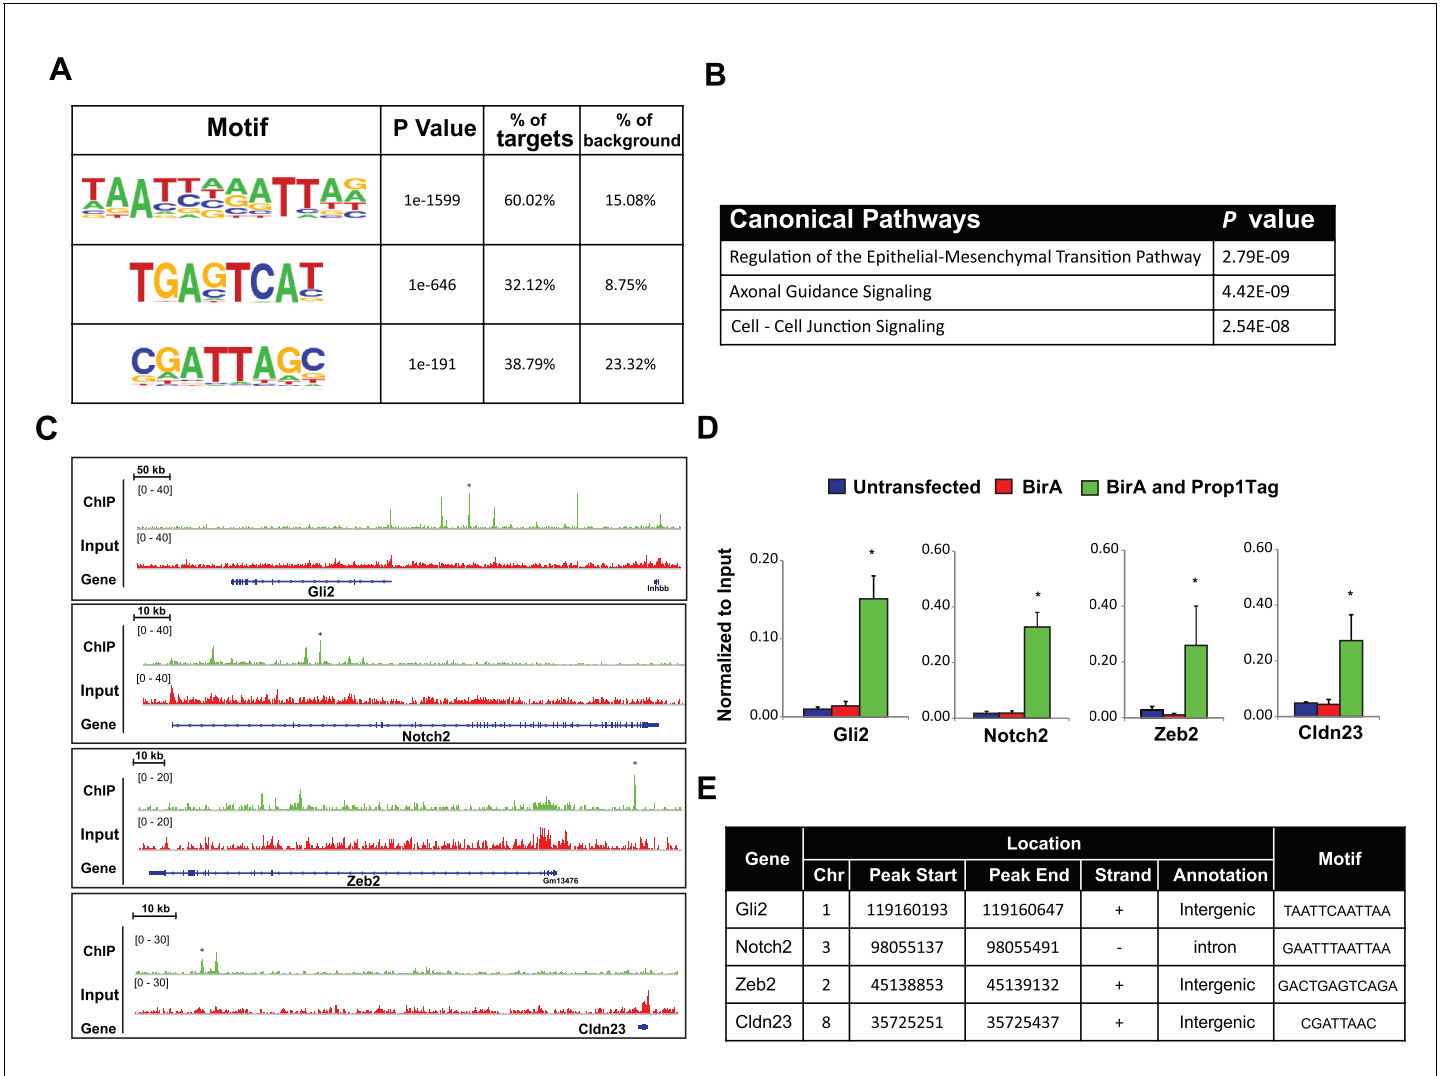 A
Motif P Value % of targets % of background
TAATTTAAATTAG 1e-1599 60.02% 15.08%
TGAGTCAT 1e-646 32.12% 8.75%
CGATTAGC 1e-191 38.79% 23.32%
B
Canonical Pathways P value
Regulation of the Epithelial-Mesenchymal Transition Pathway 2.79E-09
Axonal Guidance Signaling 4.42E-09
Cell - Cell Junction Signaling 2.54E-08
C
50 kb
ChIP [0 - 40]
*
Input [0 - 40]
Gene
Gli2
Inhbb
10 kb
ChIP [0 - 40]
*
Input [0 - 40]
Gene
Notch2
10 kb
ChIP [0 - 20]
*
Input [0 - 20]
Gene
Zeb2
Gm13476
10 kb
ChIP [0 - 30]
*
Input [0 - 30]
Gene
Cldn23
D
Untransfected BirA BirA and Prop1Tag
Normalized to Input
0.20
0.10
0.00
*
Gli2
0.60
0.40
0.20
0.00
*
Notch2
0.60
0.40
0.20
0.00
*
Zeb2
0.60
0.40
0.20
0.00
*
Cldn23
E
Gene Location Motif
Chr Peak Start Peak End Strand Annotation
Gli2 1 119160193 119160647 + Intergenic TAATTCAATTAA
Notch2 3 98055137 98055491 - intron GAATTTAATTAA
Zeb2 2 45138853 45139132 + Intergenic GACTGAGTCAGA
Cldn23 8 35725251 35725437 + Intergenic CGATTAAC